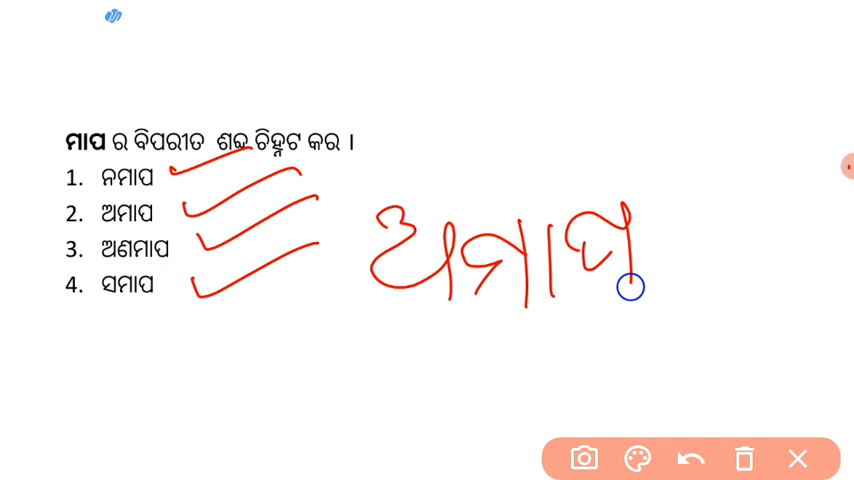 ମାପ ର ବିପରୀତ ଶବ୍ଦ ଚିହ୍ନଟ କର ।
1. ନମାପ
2. ଅମାପ
3. ଅଣମାପ
4. ସମାପ
ଅମାପ